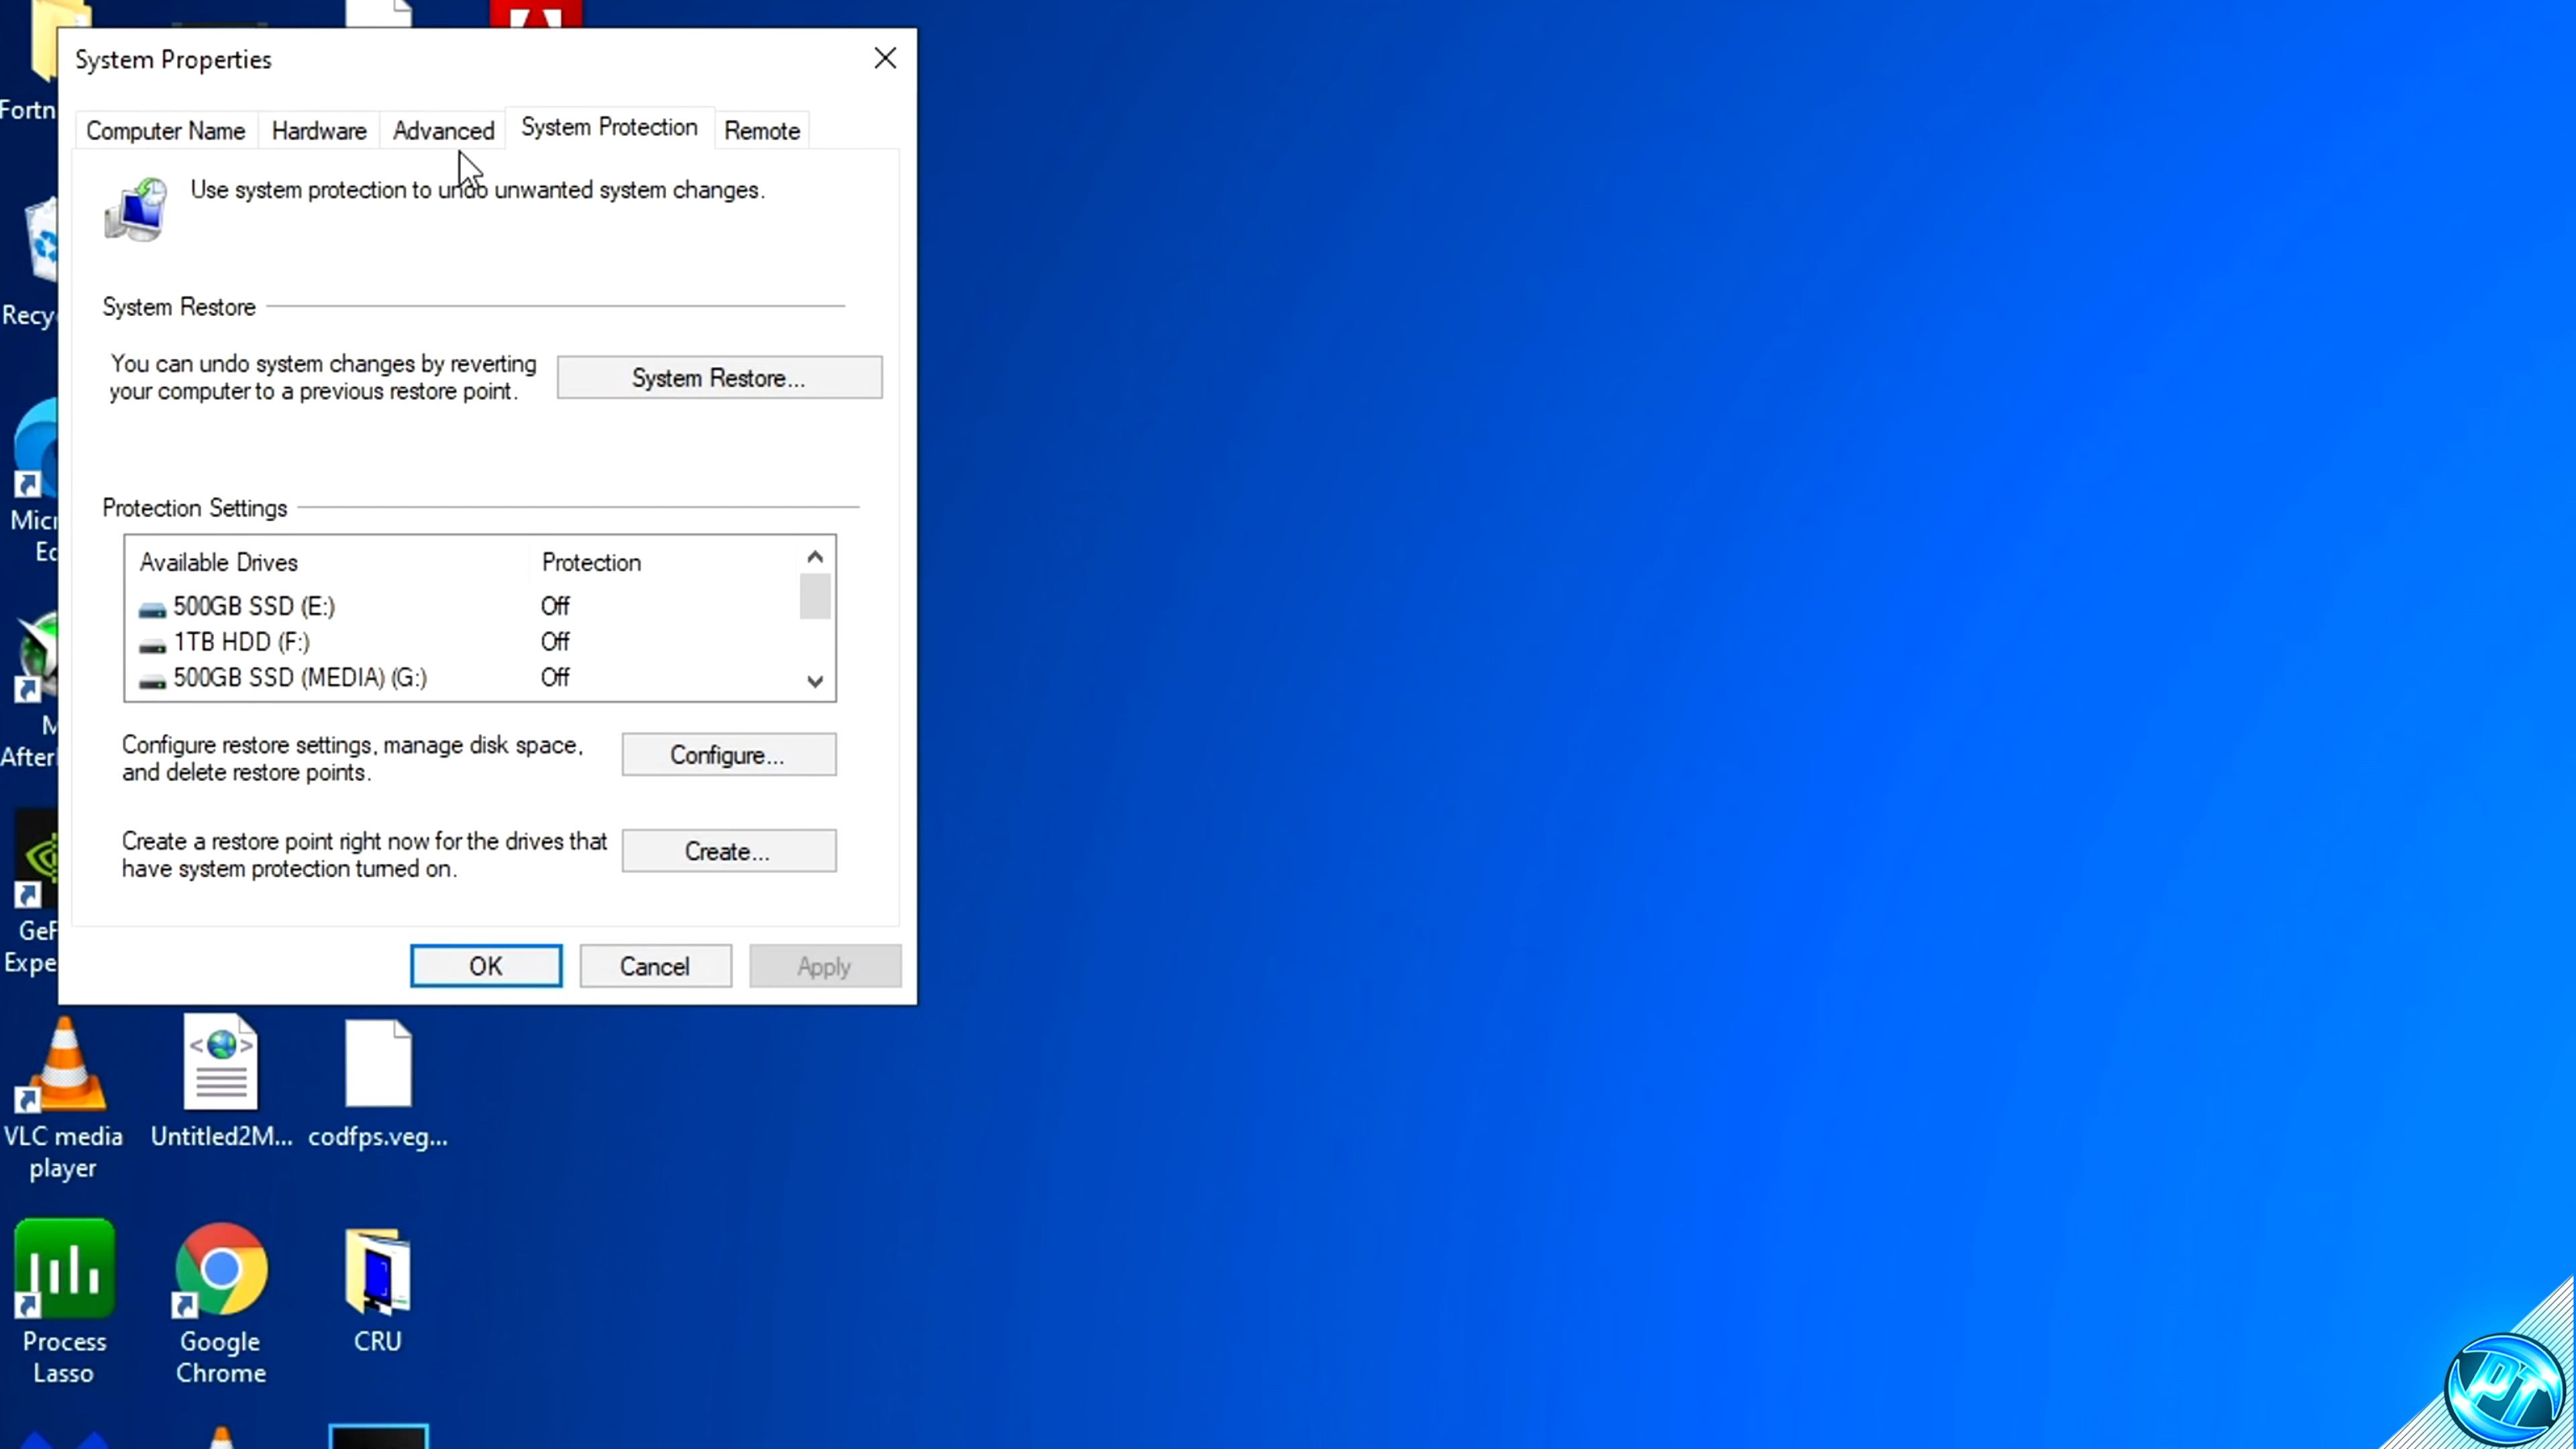 System Properties
Computer Name
Hardware
Advanced
System Protection
Remote
Use system protection to undo unwanted system changes.
System Restore
You can undo system changes by reverting
your computer to a previous restore point.
System Restore...
Protection Settings
Available Drives
Protection
500GB SSD (E:)
Off
1TB HDD (F:)
Off
500GB SSD (MEDIA) (G:)
Off
Configure restore settings, manage disk space,
and delete restore points.
Configure...
Create a restore point right now for the drives that
have system protection turned on.
Create...
OK
Cancel
Apply
Fortn
Recy
Micr
Ed
M
After
GeF
Expe
VLC media
player
Untitled2M...
codfps.veg...
Process
Lasso
Google
Chrome
CRU
PT